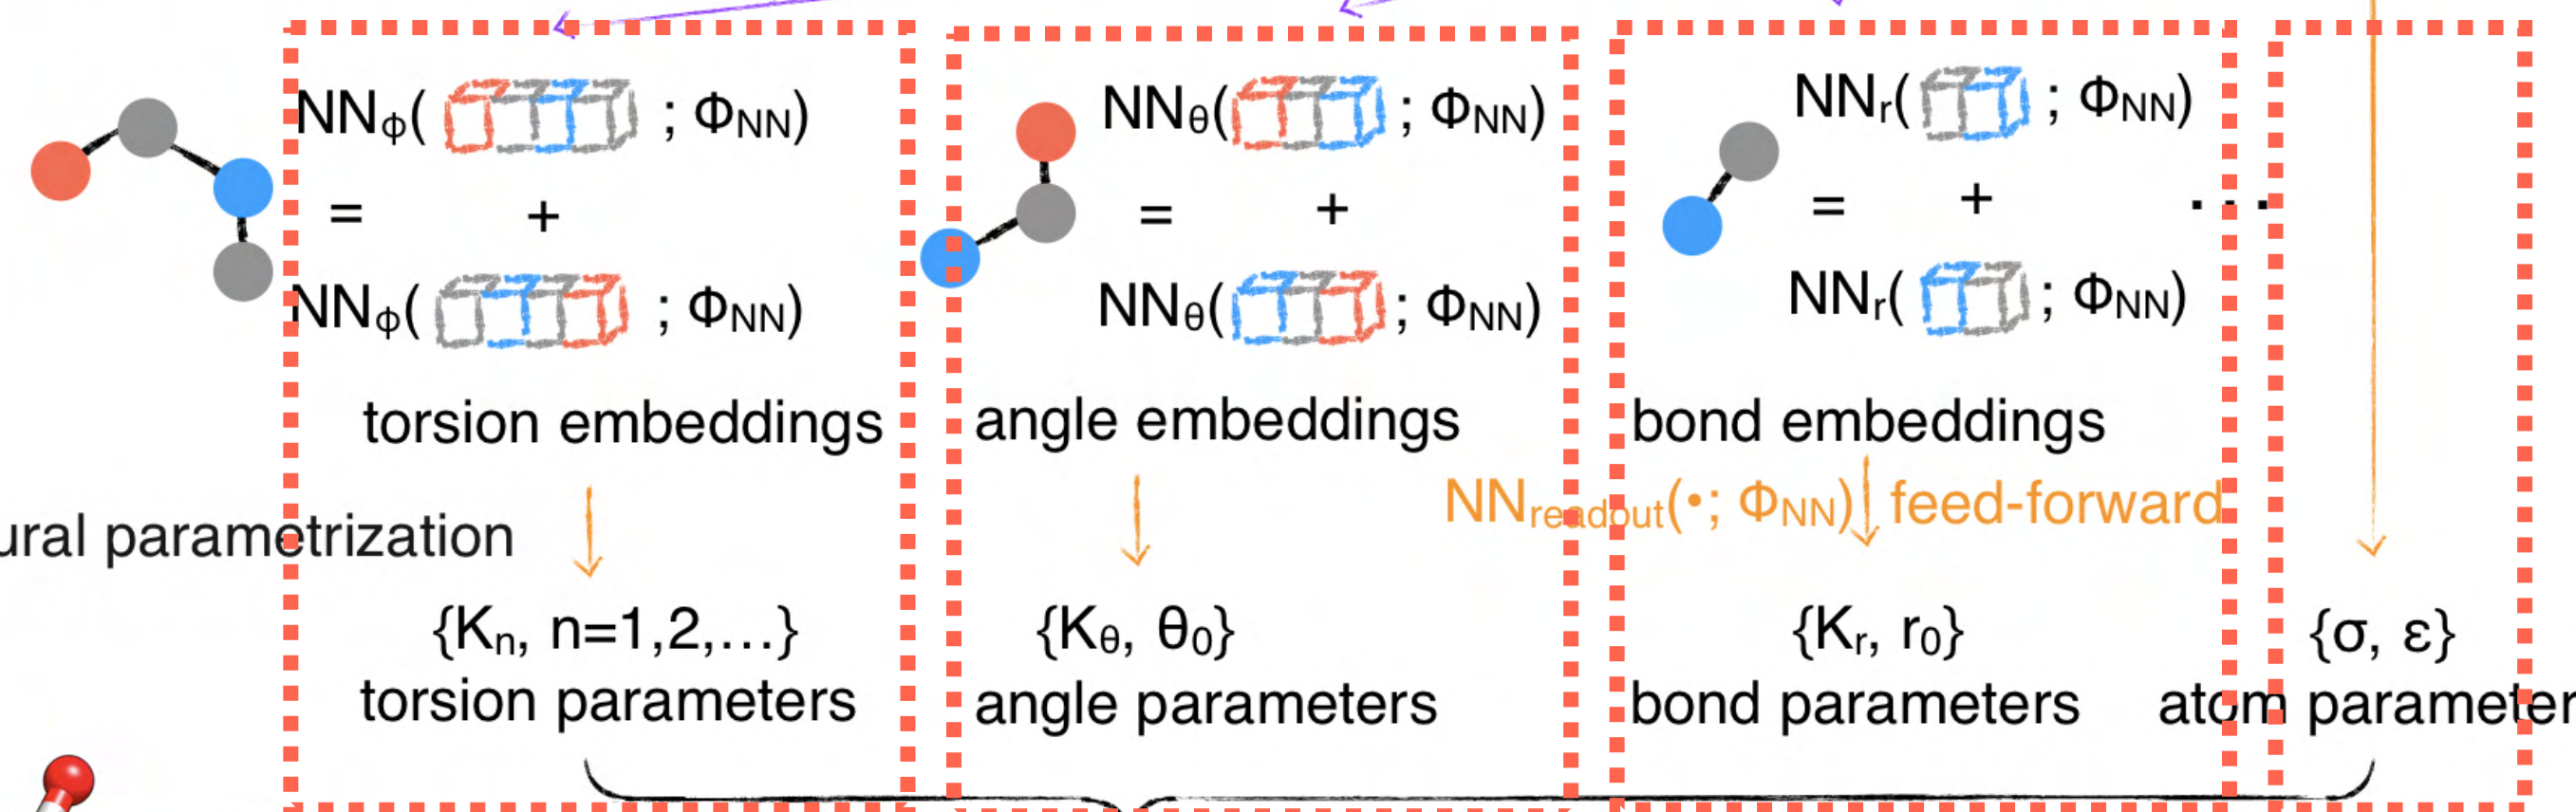 NNϕ( ; ΦNN)
= +
NNϕ( ; ΦNN)
torsion embeddings
NNθ( ; ΦNN)
= +
NNθ( ; ΦNN)
angle embeddings
NNr( ; ΦNN)
= + ...
NNr( ; ΦNN)
bond embeddings
NNreadout(•; ΦNN) feed-forward
ural parametrization
{Kn, n=1,2,...}
torsion parameters
{Kθ, θ0}
angle parameters
{Kr, r0}
bond parameters
{σ, ε}
atom parameter